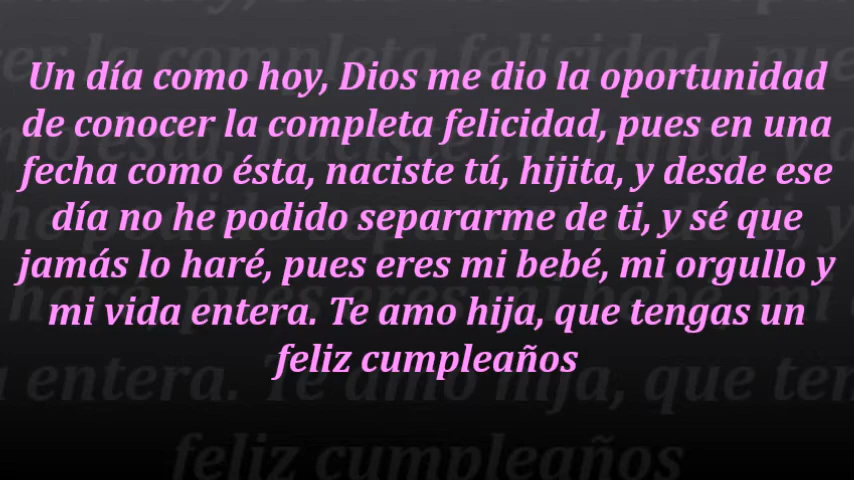 Un día como hoy, Dios me dio la oportunidad
de conocer la completa felicidad, pues en una
fecha como ésta, naciste tú, hijita, y desde ese
día no he podido separarme de ti, y sé que
jamás lo haré, pues eres mi bebé, mi orgullo y
mi vida entera. Te amo hija, que tengas un
feliz cumpleaños